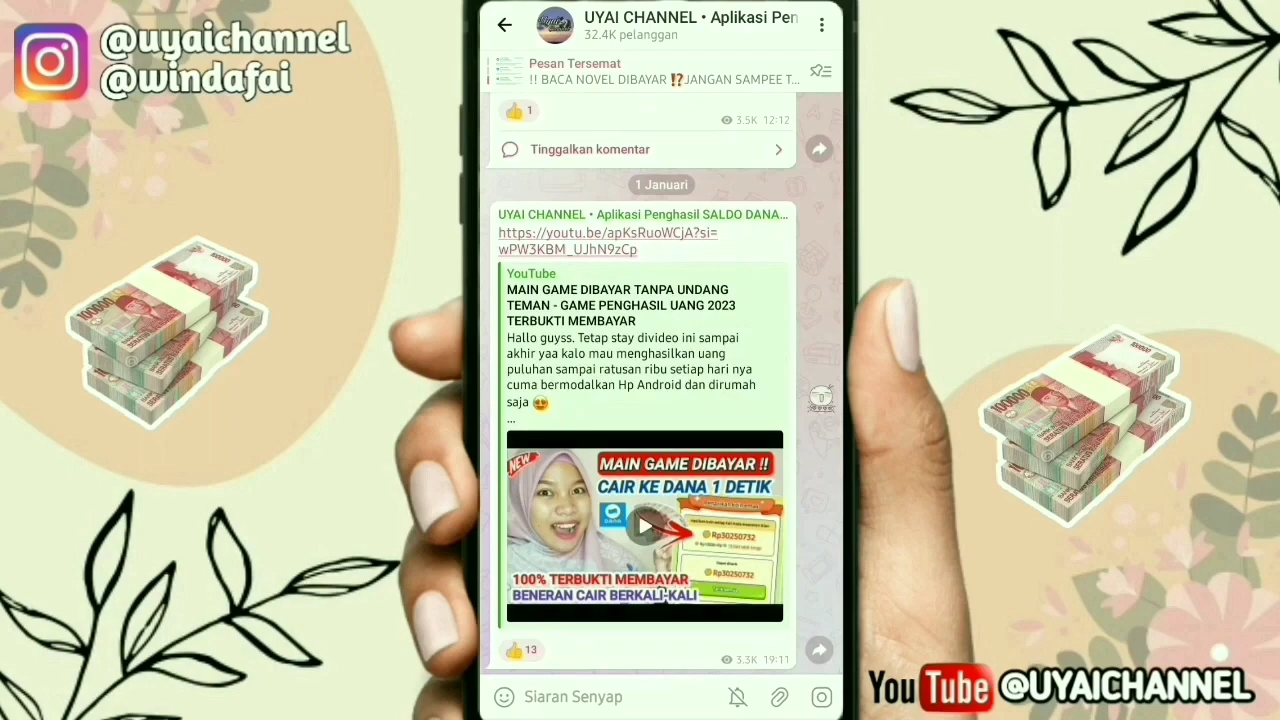 @uyaichannel
@windafai
UYAI CHANNEL • Aplikasi Pen
32.4K pelanggan
Pesan Tersemat
!! BACA NOVEL DIBAYAR ⁉️JANGAN SAMPEE T...
👍 1
3.5K 12:12
Tinggalkan komentar
1 Januari
UYAI CHANNEL • Aplikasi Penghasil SALDO DANA...
https://youtu.be/apKsRuoWCjA?si=
wPW3KBM_UJhN9zCp
YouTube
MAIN GAME DIBAYAR TANPA UNDANG
TEMAN - GAME PENGHASIL UANG 2023
TERBUKTI MEMBAYAR
Hallo guyss. Tetap stay divideo ini sampai
akhir yaa kalo mau menghasilkan uang
puluhan sampai ratusan ribu setiap hari nya
cuma bermodalkan Hp Android dan dirumah
saja 😍
...
NEW
MAIN GAME DIBAYAR !!
CAIR KE DANA 1 DETIK
DANA
Rp30250732
Rp30250732
100% TERBUKTI MEMBAYAR
BENERAN CAIR BERKALI-KALI
👍 13
3.3K 19:11
Siaran Senyap
100000
100000
100000
100000
YouTube @UYAICHANNEL